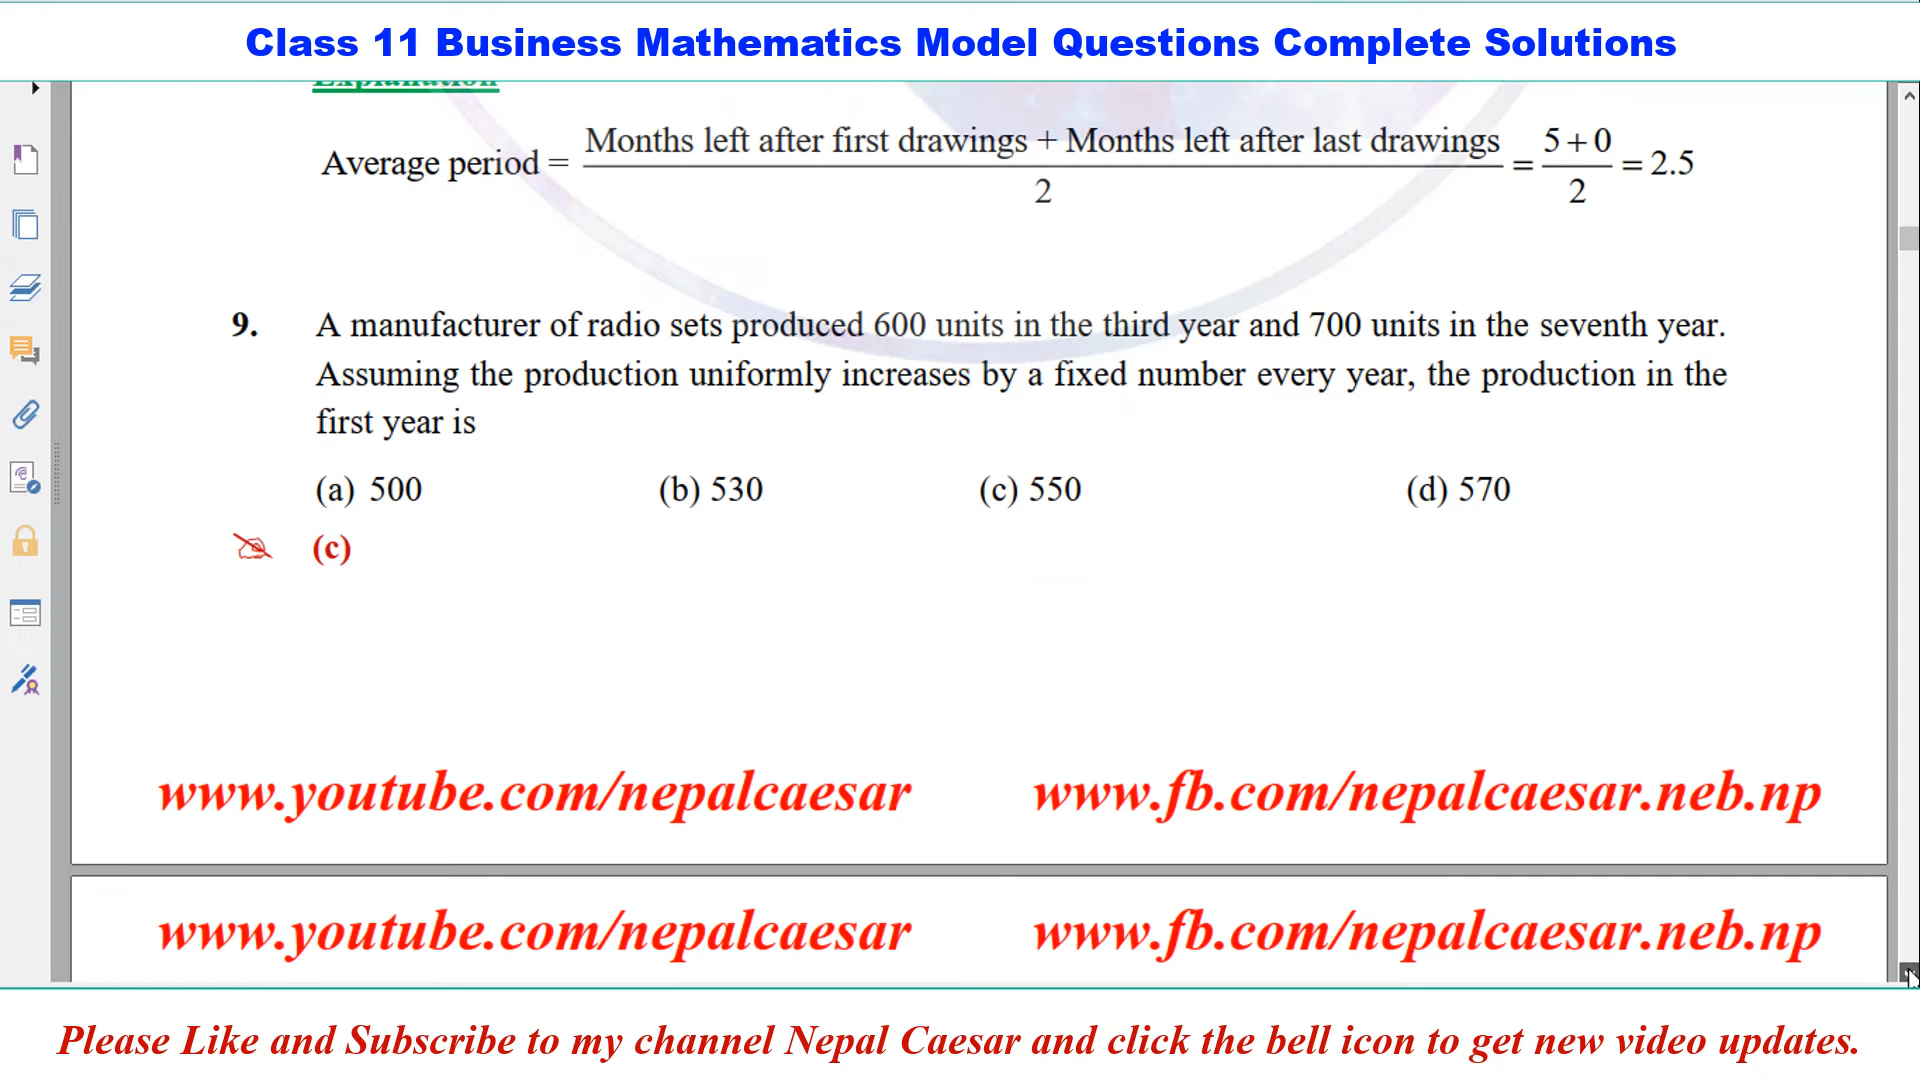 Class 11 Business Mathematics Model Questions Complete Solutions
Explanation
Average period = (Months left after first drawings + Months left after last drawings) / 2 = (5 + 0) / 2 = 2.5
9. A manufacturer of radio sets produced 600 units in the third year and 700 units in the seventh year.
Assuming the production uniformly increases by a fixed number every year, the production in the
first year is
(a) 500 (b) 530 (c) 550 (d) 570
(c)
www.youtube.com/nepalcaesar www.fb.com/nepalcaesar.neb.np
www.youtube.com/nepalcaesar www.fb.com/nepalcaesar.neb.np
Please Like and Subscribe to my channel Nepal Caesar and click the bell icon to get new video updates.